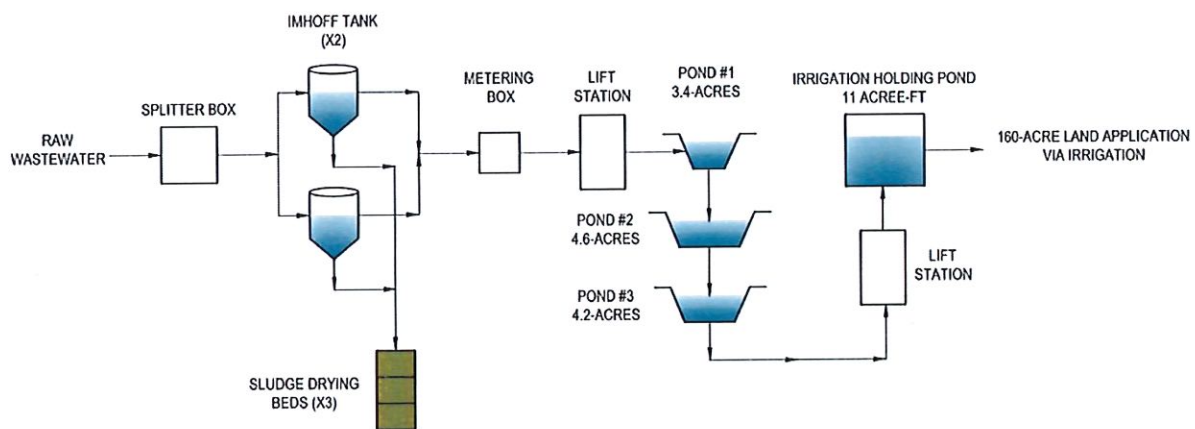 RAW
WASTEWATER
SPLITTER BOX
IMHOFF TANK
(X2)
SLUDGE DRYING
BEDS (X3)
METERING
BOX
LIFT
STATION
POND #1
3.4-ACRES
POND #2
4.6-ACRES
POND #3
4.2-ACRES
LIFT
STATION
IRRIGATION HOLDING POND
11 ACREE-FT
160-ACRE LAND APPLICATION
VIA IRRIGATION